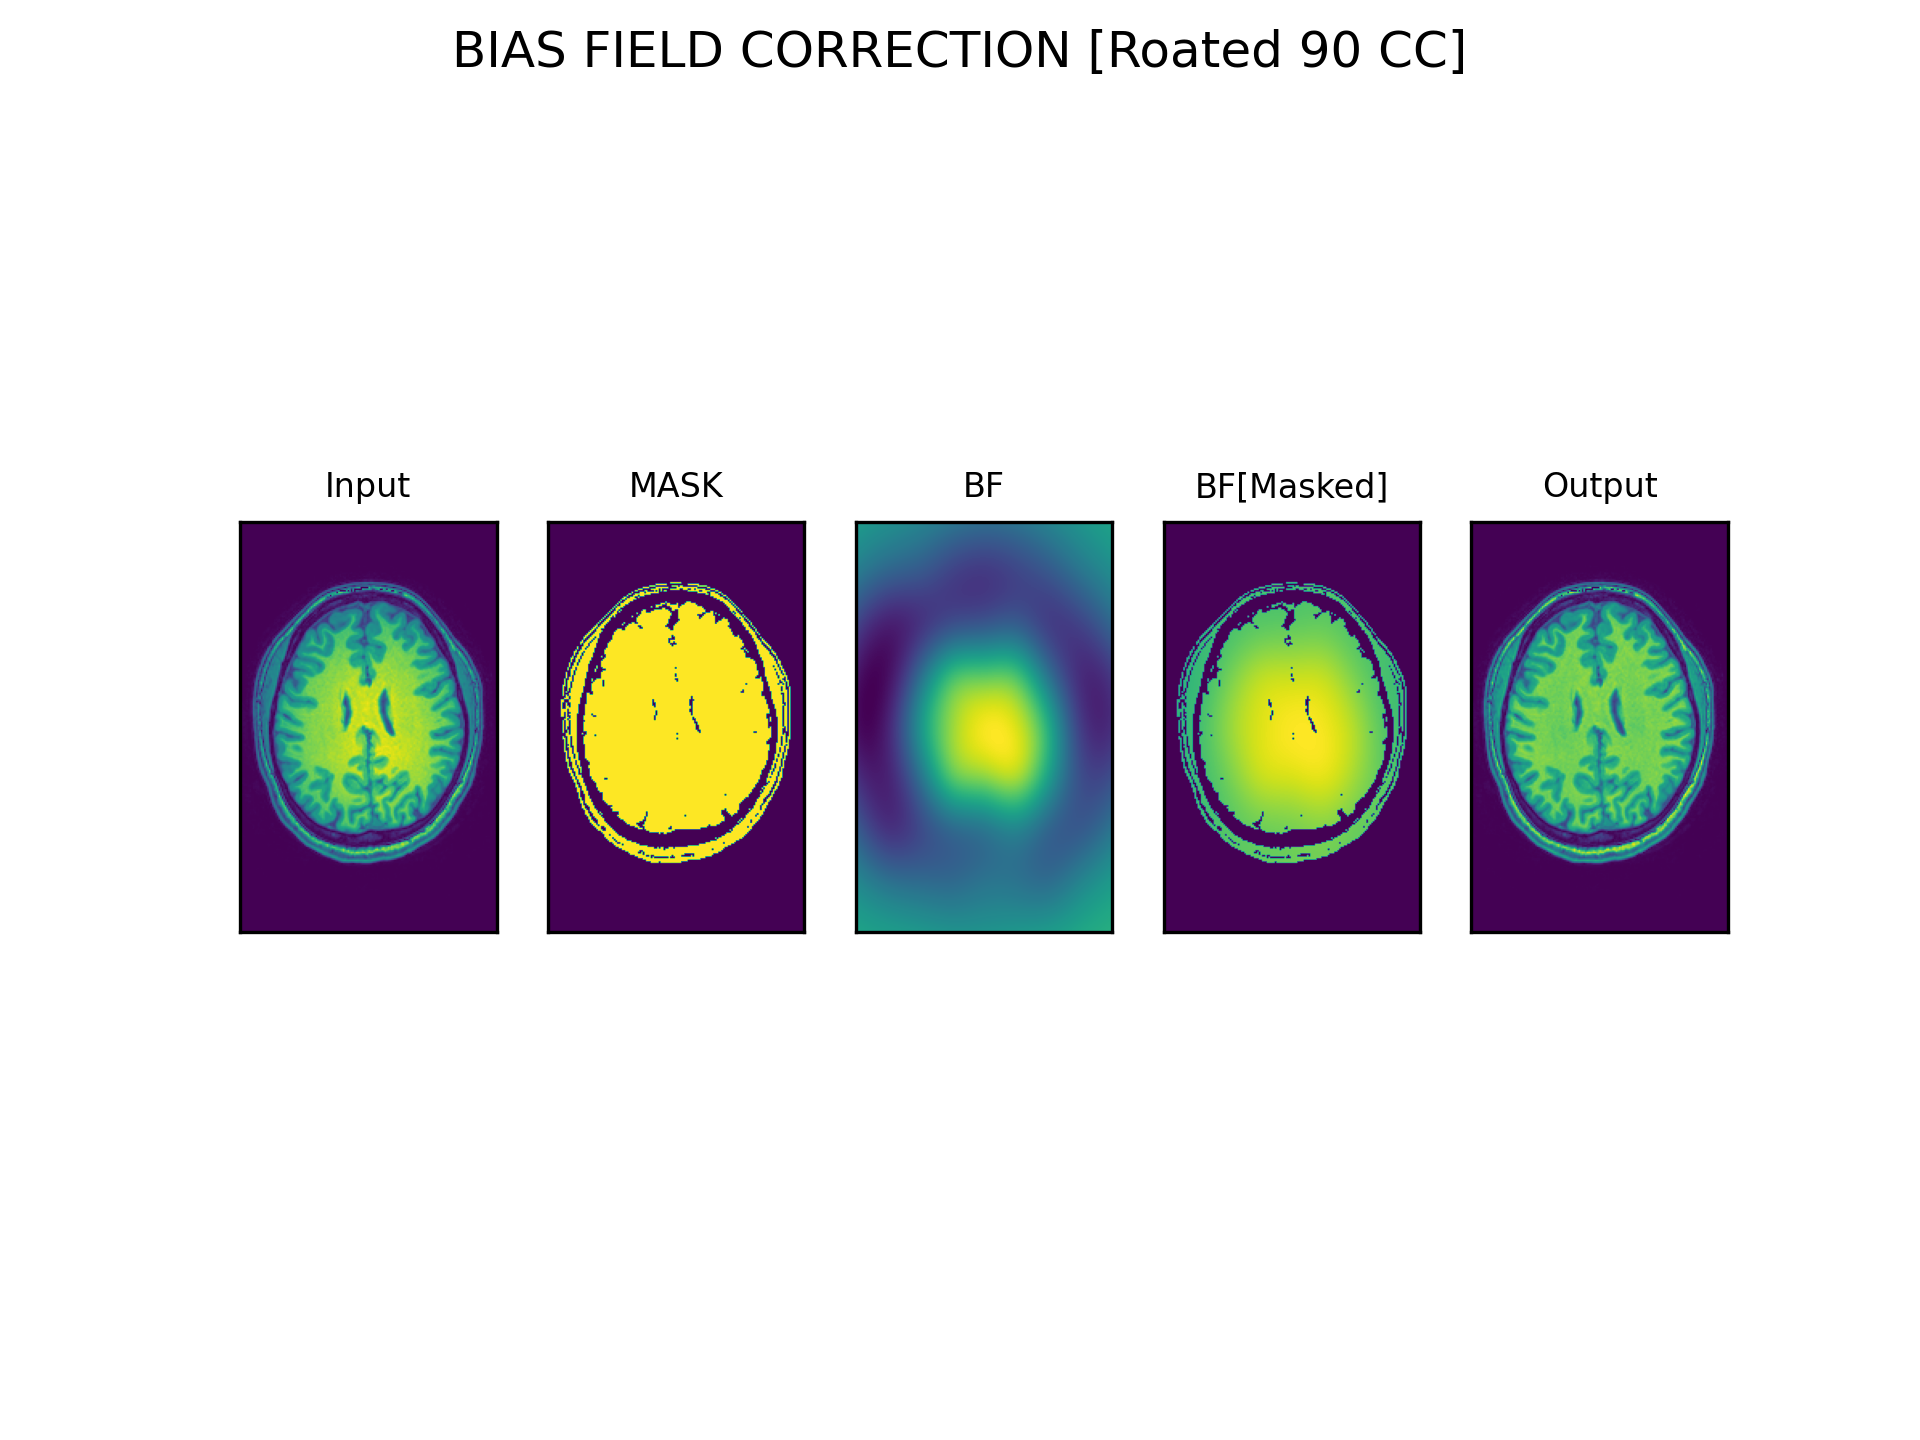 BIAS FIELD CORRECTION [Roated 90 CC]
Input
MASK
BF
BF[Masked]
Output